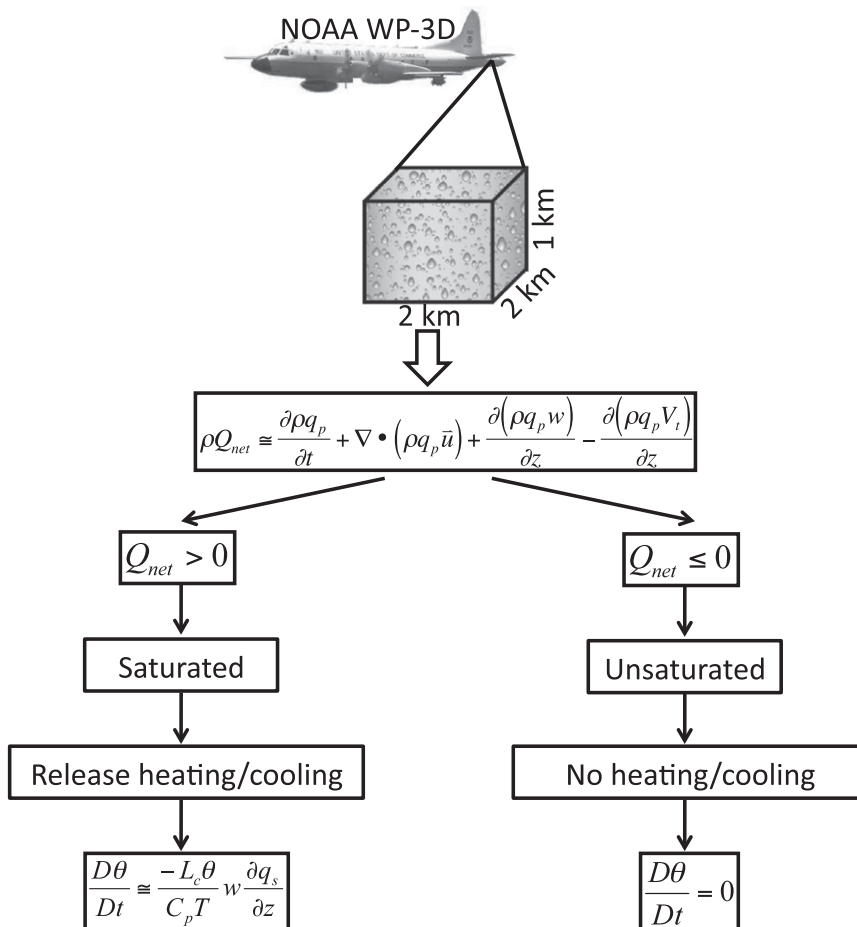 NOAA WP-3D
1 km
2 km
2 km
ρQ_net ≅ ∂ρq_p/∂t + ∇ • (ρq_p ū) + ∂(ρq_p w)/∂z − ∂(ρq_p V_t)/∂z
Q_net > 0
Q_net ≤ 0
Saturated
Unsaturated
Release heating/cooling
No heating/cooling
Dθ/Dt ≅ −L_c θ/C_p T w ∂q_s/∂z
Dθ/Dt = 0